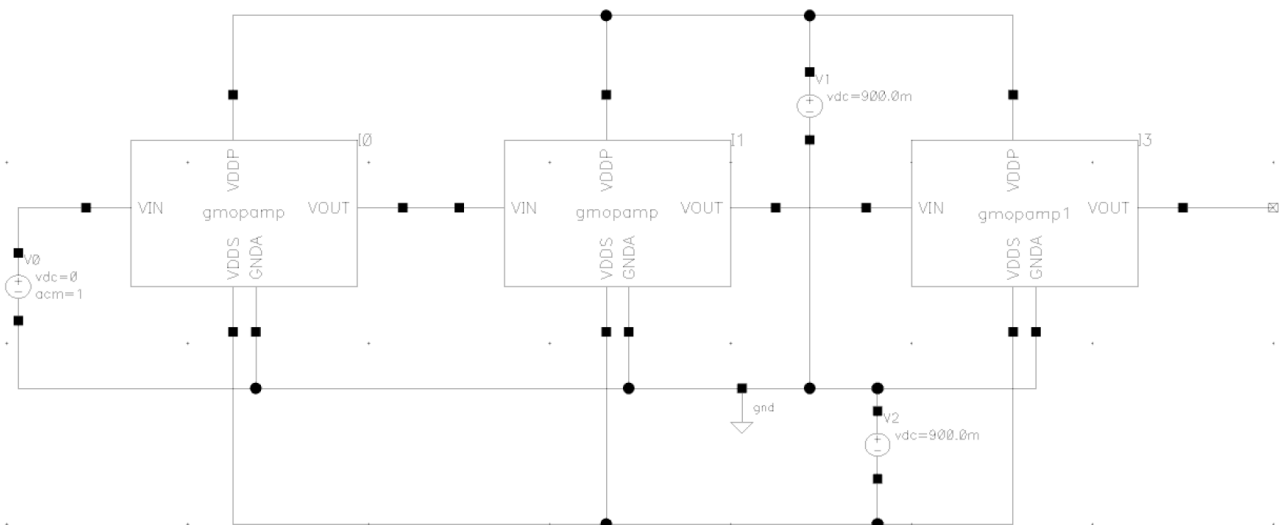 V1
vdc=900.0m
I0
I1
I3
VDDP
VDDP
VDDP
VIN
gmopamp
VOUT
VIN
gmopamp
VOUT
VIN
gmopamp1
VOUT
VDDS
GNDA
VDDS
GNDA
VDDS
GNDA
V0
vdc=0
acm=1
gnd
V2
vdc=900.0m